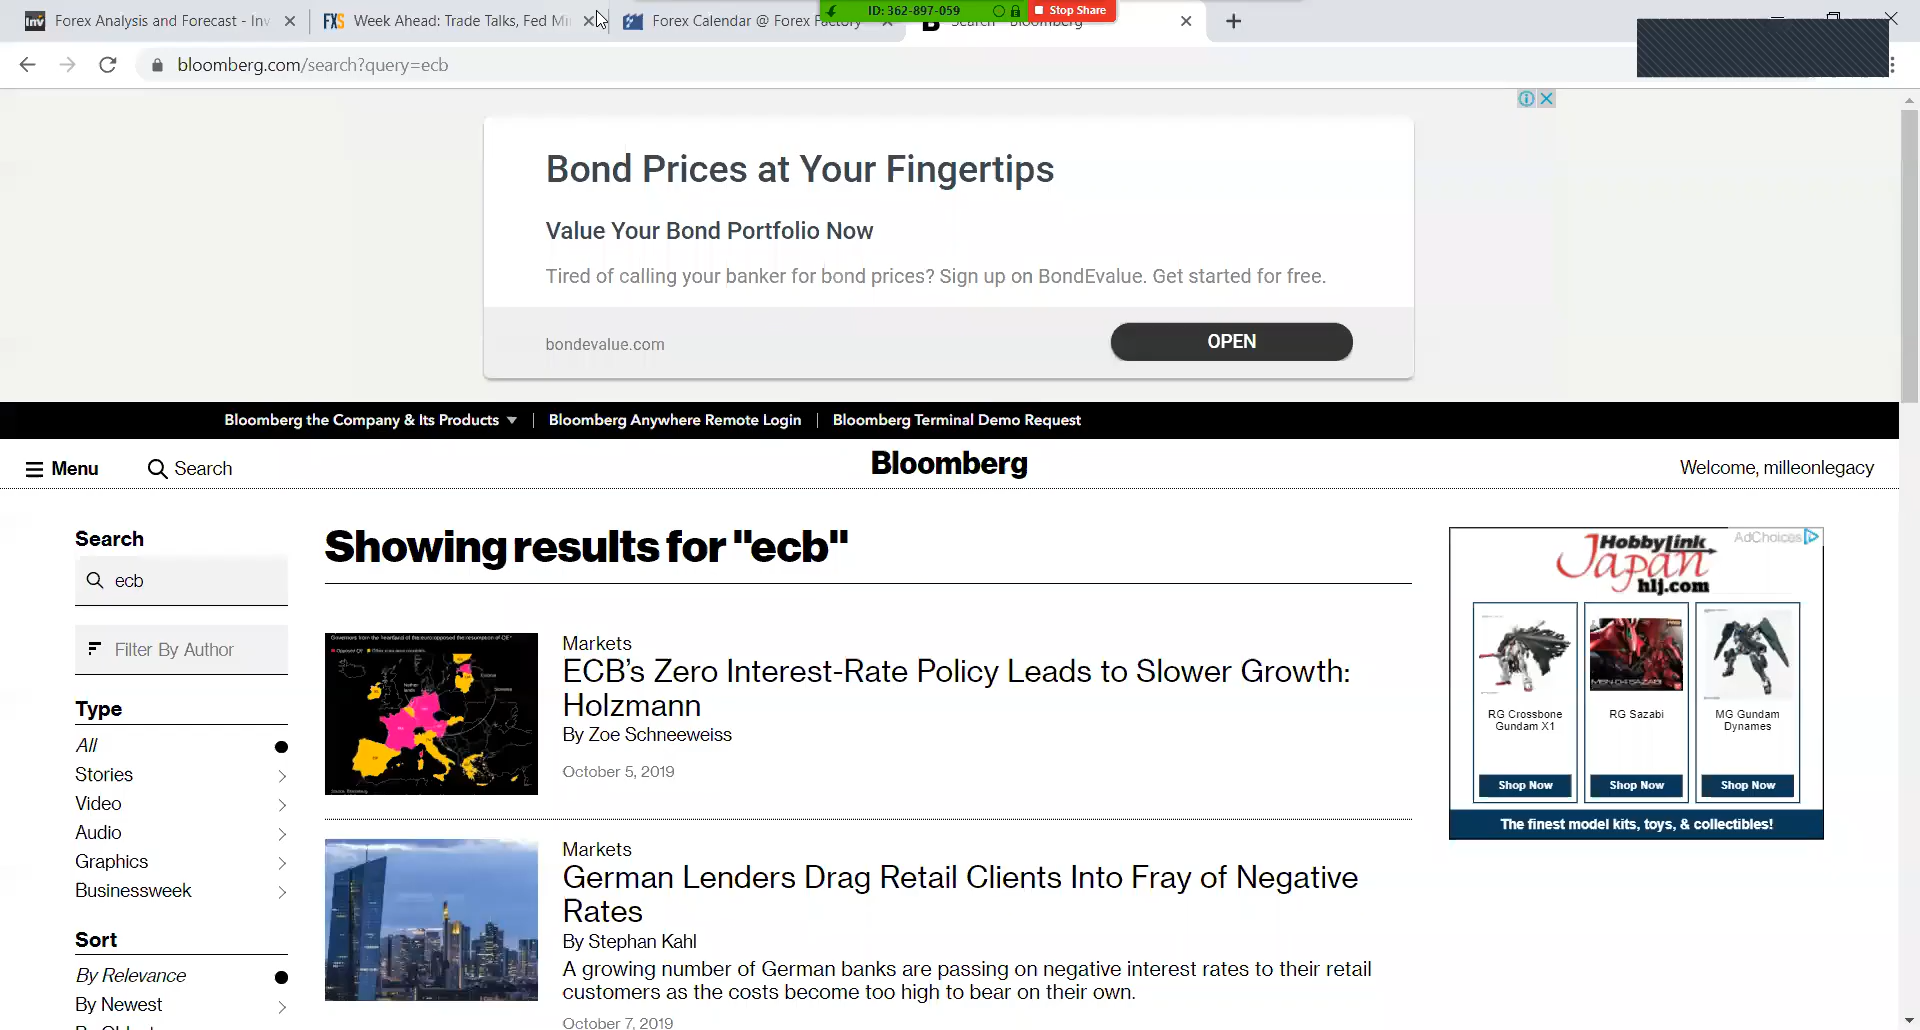 Forex Analysis and Forecast - Inv
Week Ahead: Trade Talks, Fed Mi
Forex Calendar @ Forex Factory
Search - Bloomberg
ID: 362-897-059
Stop Share
bloomberg.com/search?query=ecb
Bond Prices at Your Fingertips
Value Your Bond Portfolio Now
Tired of calling your banker for bond prices? Sign up on BondEvalue. Get started for free.
bondevalue.com
OPEN
Bloomberg the Company & Its Products
Bloomberg Anywhere Remote Login
Bloomberg Terminal Demo Request
Menu
Search
Bloomberg
Welcome, milleonlegacy
Search
ecb
Filter By Author
Type
All
Stories
Video
Audio
Graphics
Businessweek
Sort
By Relevance
By Newest
Showing results for "ecb"
Markets
ECB's Zero Interest-Rate Policy Leads to Slower Growth:
Holzmann
By Zoe Schneeweiss
October 5, 2019
Markets
German Lenders Drag Retail Clients Into Fray of Negative
Rates
By Stephan Kahl
A growing number of German banks are passing on negative interest rates to their retail
customers as the costs become too high to bear on their own.
October 7, 2019
AdChoices
HobbyLink
Japan
hlj.com
RG Crossbone
Gundam X1
Shop Now
RG Sazabi
Shop Now
MG Gundam
Dynames
Shop Now
The finest model kits, toys, & collectibles!